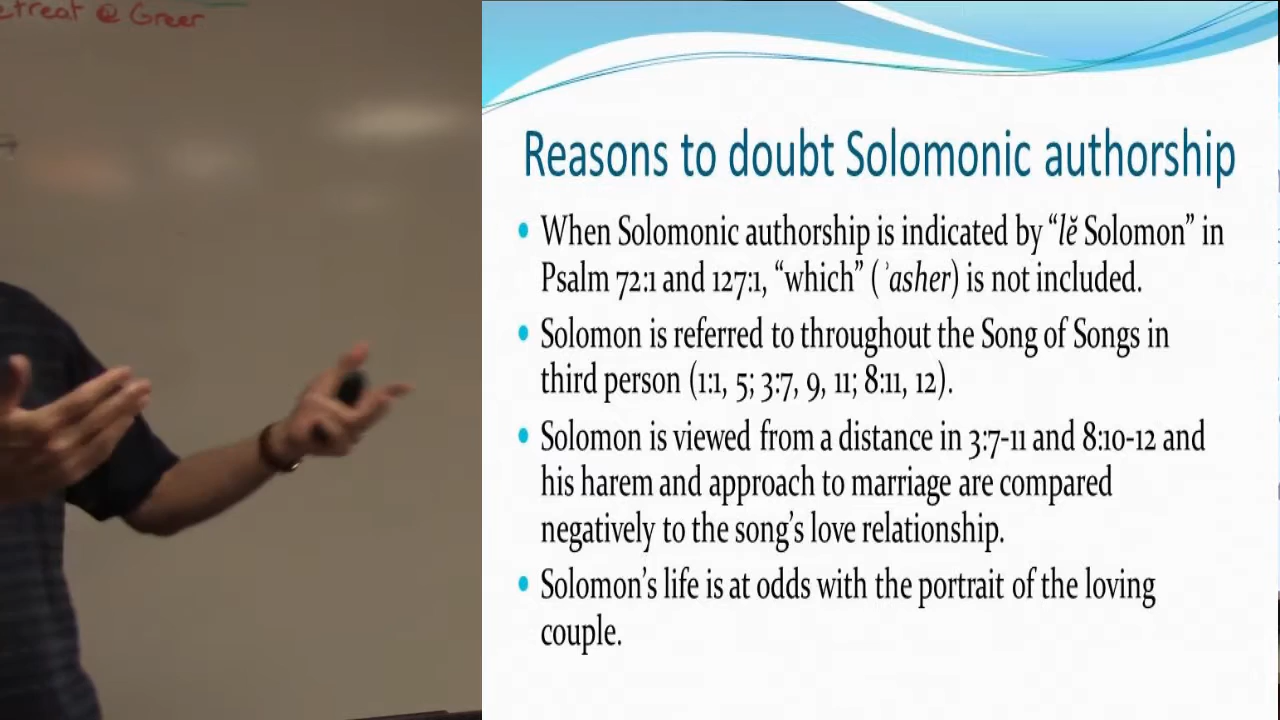 etreat @ Greer
Reasons to doubt Solomonic authorship
• When Solomonic authorship is indicated by “lĕ Solomon” in
Psalm 72:1 and 127:1, “which” (ʾasher) is not included.
• Solomon is referred to throughout the Song of Songs in
third person (1:1, 5; 3:7, 9, 11; 8:11, 12).
• Solomon is viewed from a distance in 3:7-11 and 8:10-12 and
his harem and approach to marriage are compared
negatively to the song’s love relationship.
• Solomon’s life is at odds with the portrait of the loving
couple.